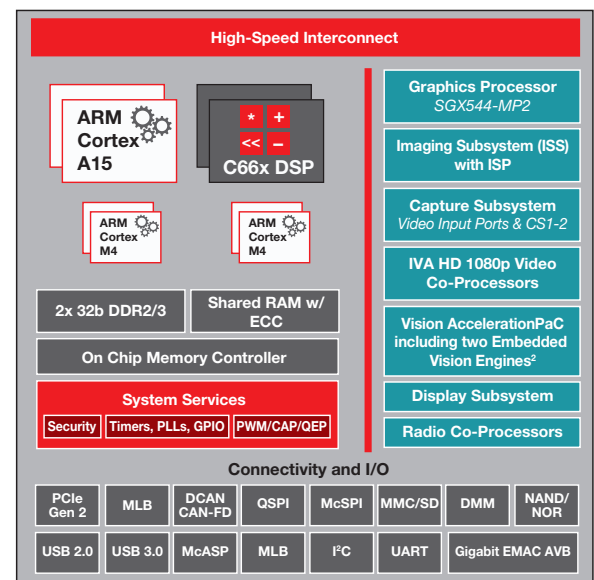 High-Speed Interconnect
ARM
Cortex
A15
* +
<< −
C66x DSP
ARM
Cortex
M4
ARM
Cortex
M4
2x 32b DDR2/3
Shared RAM w/
ECC
On Chip Memory Controller
System Services
Security
Timers, PLLs, GPIO
PWM/CAP/QEP
Graphics Processor
SGX544-MP2
Imaging Subsystem (ISS)
with ISP
Capture Subsystem
Video Input Ports & CS1-2
IVA HD 1080p Video
Co-Processors
Vision AccelerationPaC
including two Embedded
Vision Engines²
Display Subsystem
Radio Co-Processors
Connectivity and I/O
PCIe
Gen 2
MLB
DCAN
CAN-FD
QSPI
McSPI
MMC/SD
DMM
NAND/
NOR
USB 2.0
USB 3.0
McASP
MLB
I²C
UART
Gigabit EMAC AVB